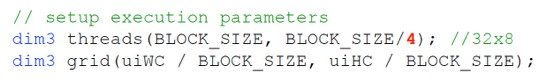 // setup execution parameters
dim3 threads(BLOCK_SIZE, BLOCK_SIZE/4); //32x8
dim3 grid(uiWC / BLOCK_SIZE, uiHC / BLOCK_SIZE);